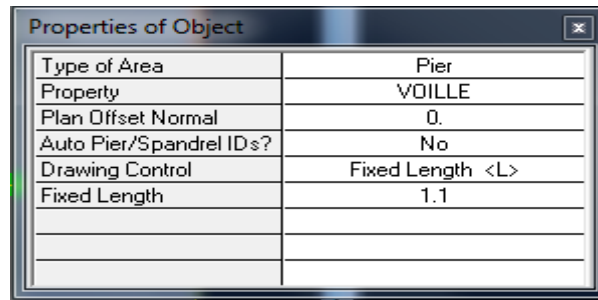 Properties of Object
Type of Area Pier
Property VOILLE
Plan Offset Normal 0.
Auto Pier/Spandrel IDs? No
Drawing Control Fixed Length <L>
Fixed Length 1.1